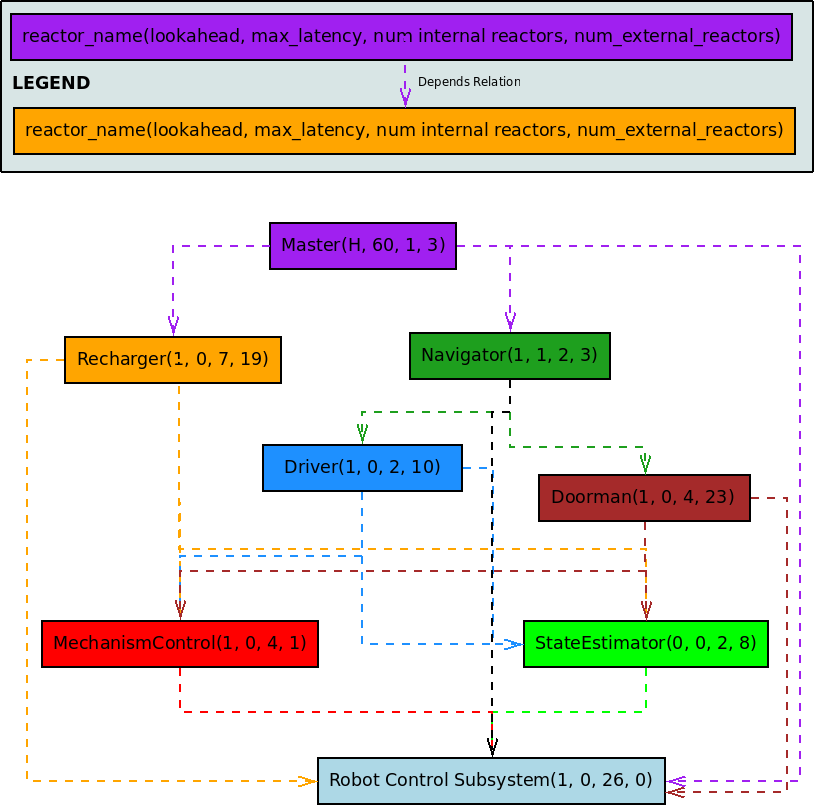 reactor_name(lookahead, max_latency, num internal reactors, num_external_reactors)
LEGEND
Depends Relation
reactor_name(lookahead, max_latency, num internal reactors, num_external_reactors)
Master(H, 60, 1, 3)
Recharger(1, 0, 7, 19)
Navigator(1, 1, 2, 3)
Driver(1, 0, 2, 10)
Doorman(1, 0, 4, 23)
MechanismControl(1, 0, 4, 1)
StateEstimator(0, 0, 2, 8)
Robot Control Subsystem(1, 0, 26, 0)